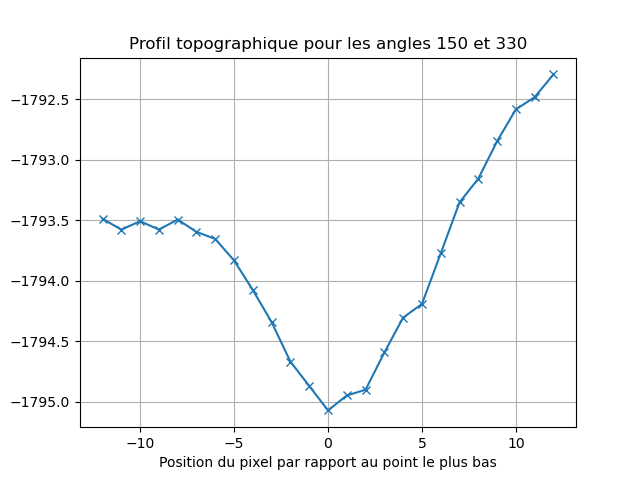 Profil topographique pour les angles 150 et 330
−1792.5
−1793.0
−1793.5
−1794.0
−1794.5
−1795.0
−10 −5 0 5 10
Position du pixel par rapport au point le plus bas